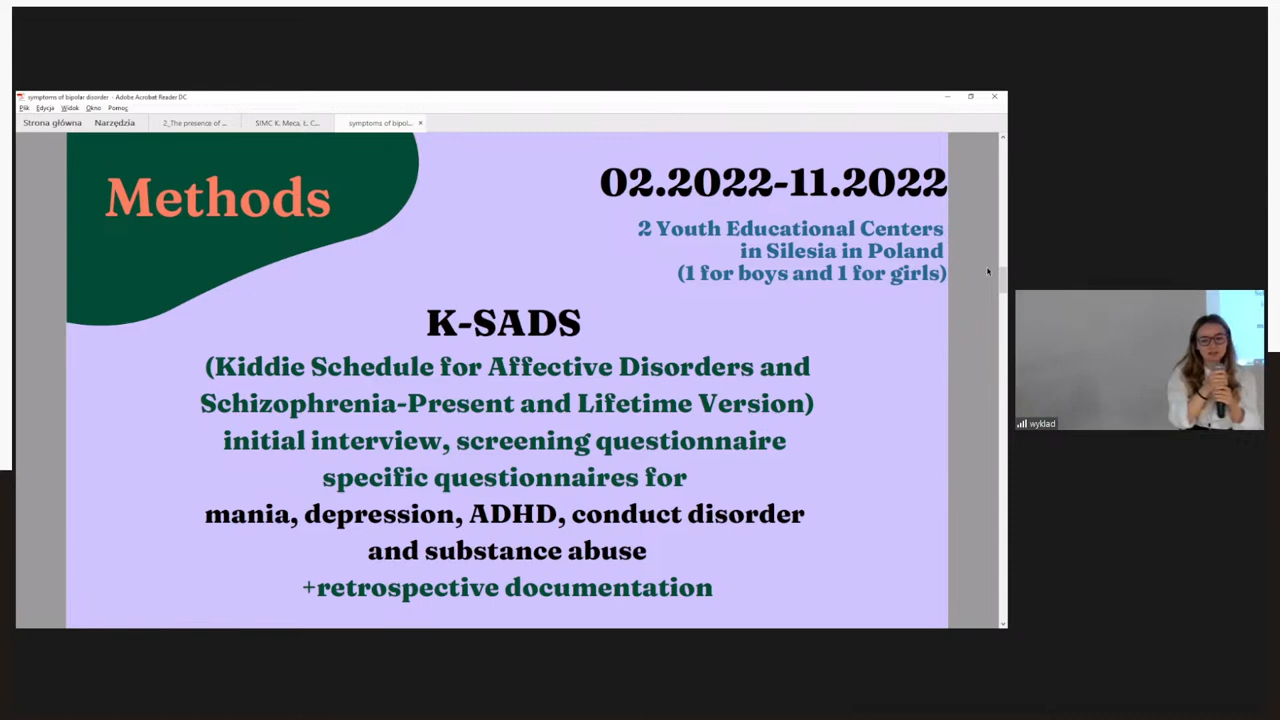 symptoms of bipolar disorder - Adobe Acrobat Reader DC
Plik Edycja Widok Okno Pomoc
Strona główna Narzędzia 2_The presence of ... SIMC K. Meca, Ł. C... symptoms of bipol... ×
Methods
02.2022-11.2022
2 Youth Educational Centers
in Silesia in Poland
(1 for boys and 1 for girls)
K-SADS
(Kiddie Schedule for Affective Disorders and
Schizophrenia-Present and Lifetime Version)
initial interview, screening questionnaire
specific questionnaires for
mania, depression, ADHD, conduct disorder
and substance abuse
+retrospective documentation
wyklad